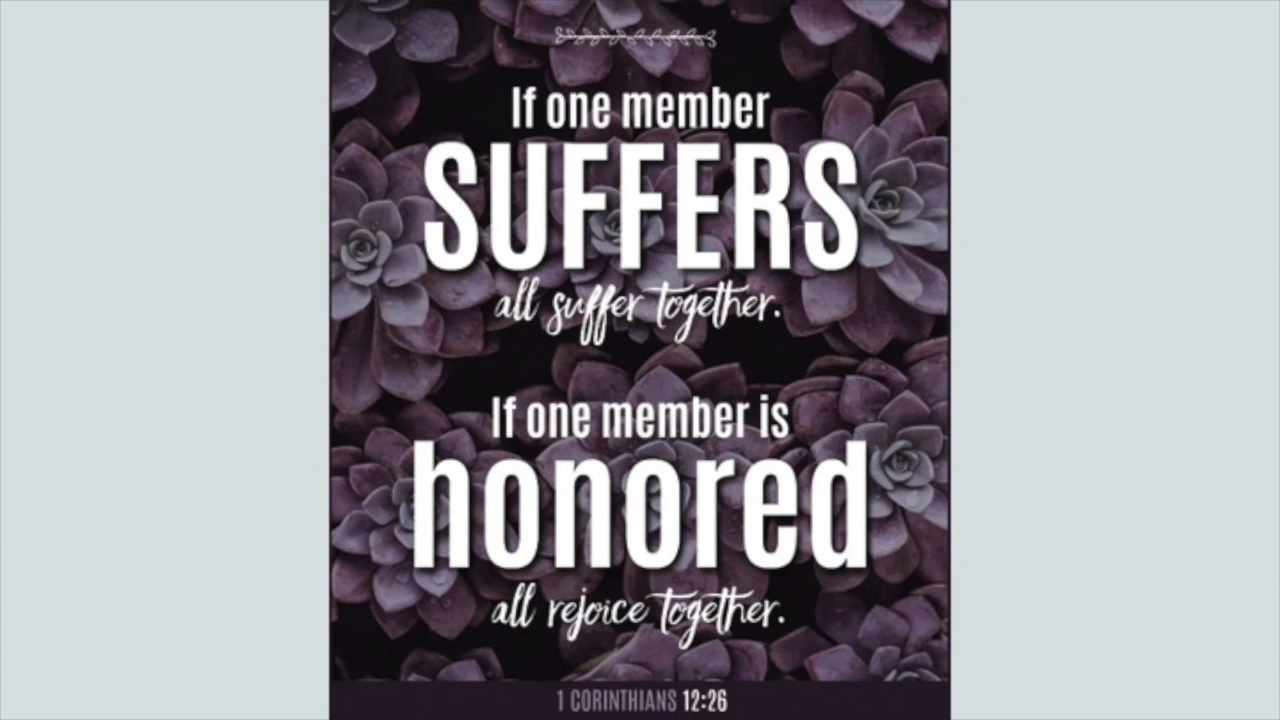 If one member
SUFFERS
all suffer together.
If one member is
honored
all rejoice together.
1 CORINTHIANS 12:26